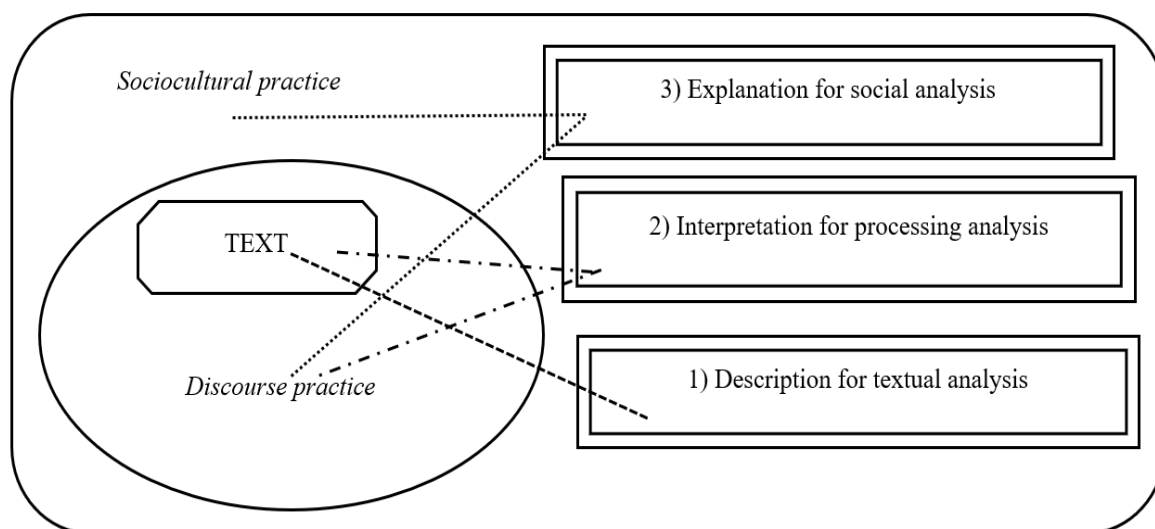 Sociocultural practice
3) Explanation for social analysis
TEXT
2) Interpretation for processing analysis
Discourse practice
1) Description for textual analysis